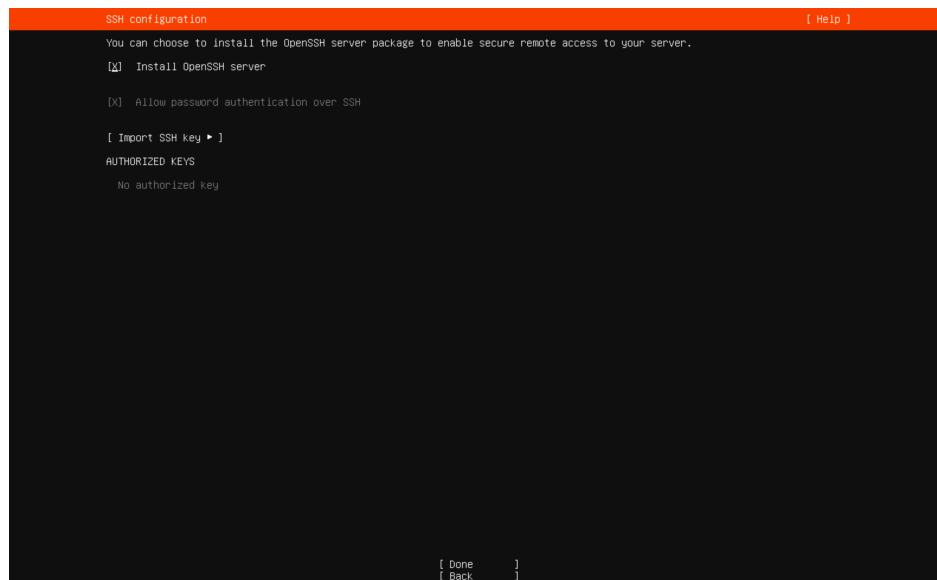 SSH configuration [ Help ]
You can choose to install the OpenSSH server package to enable secure remote access to your server.
[X] Install OpenSSH server
[X] Allow password authentication over SSH
[ Import SSH key ► ]
AUTHORIZED KEYS
No authorized key
[ Done ]
[ Back ]